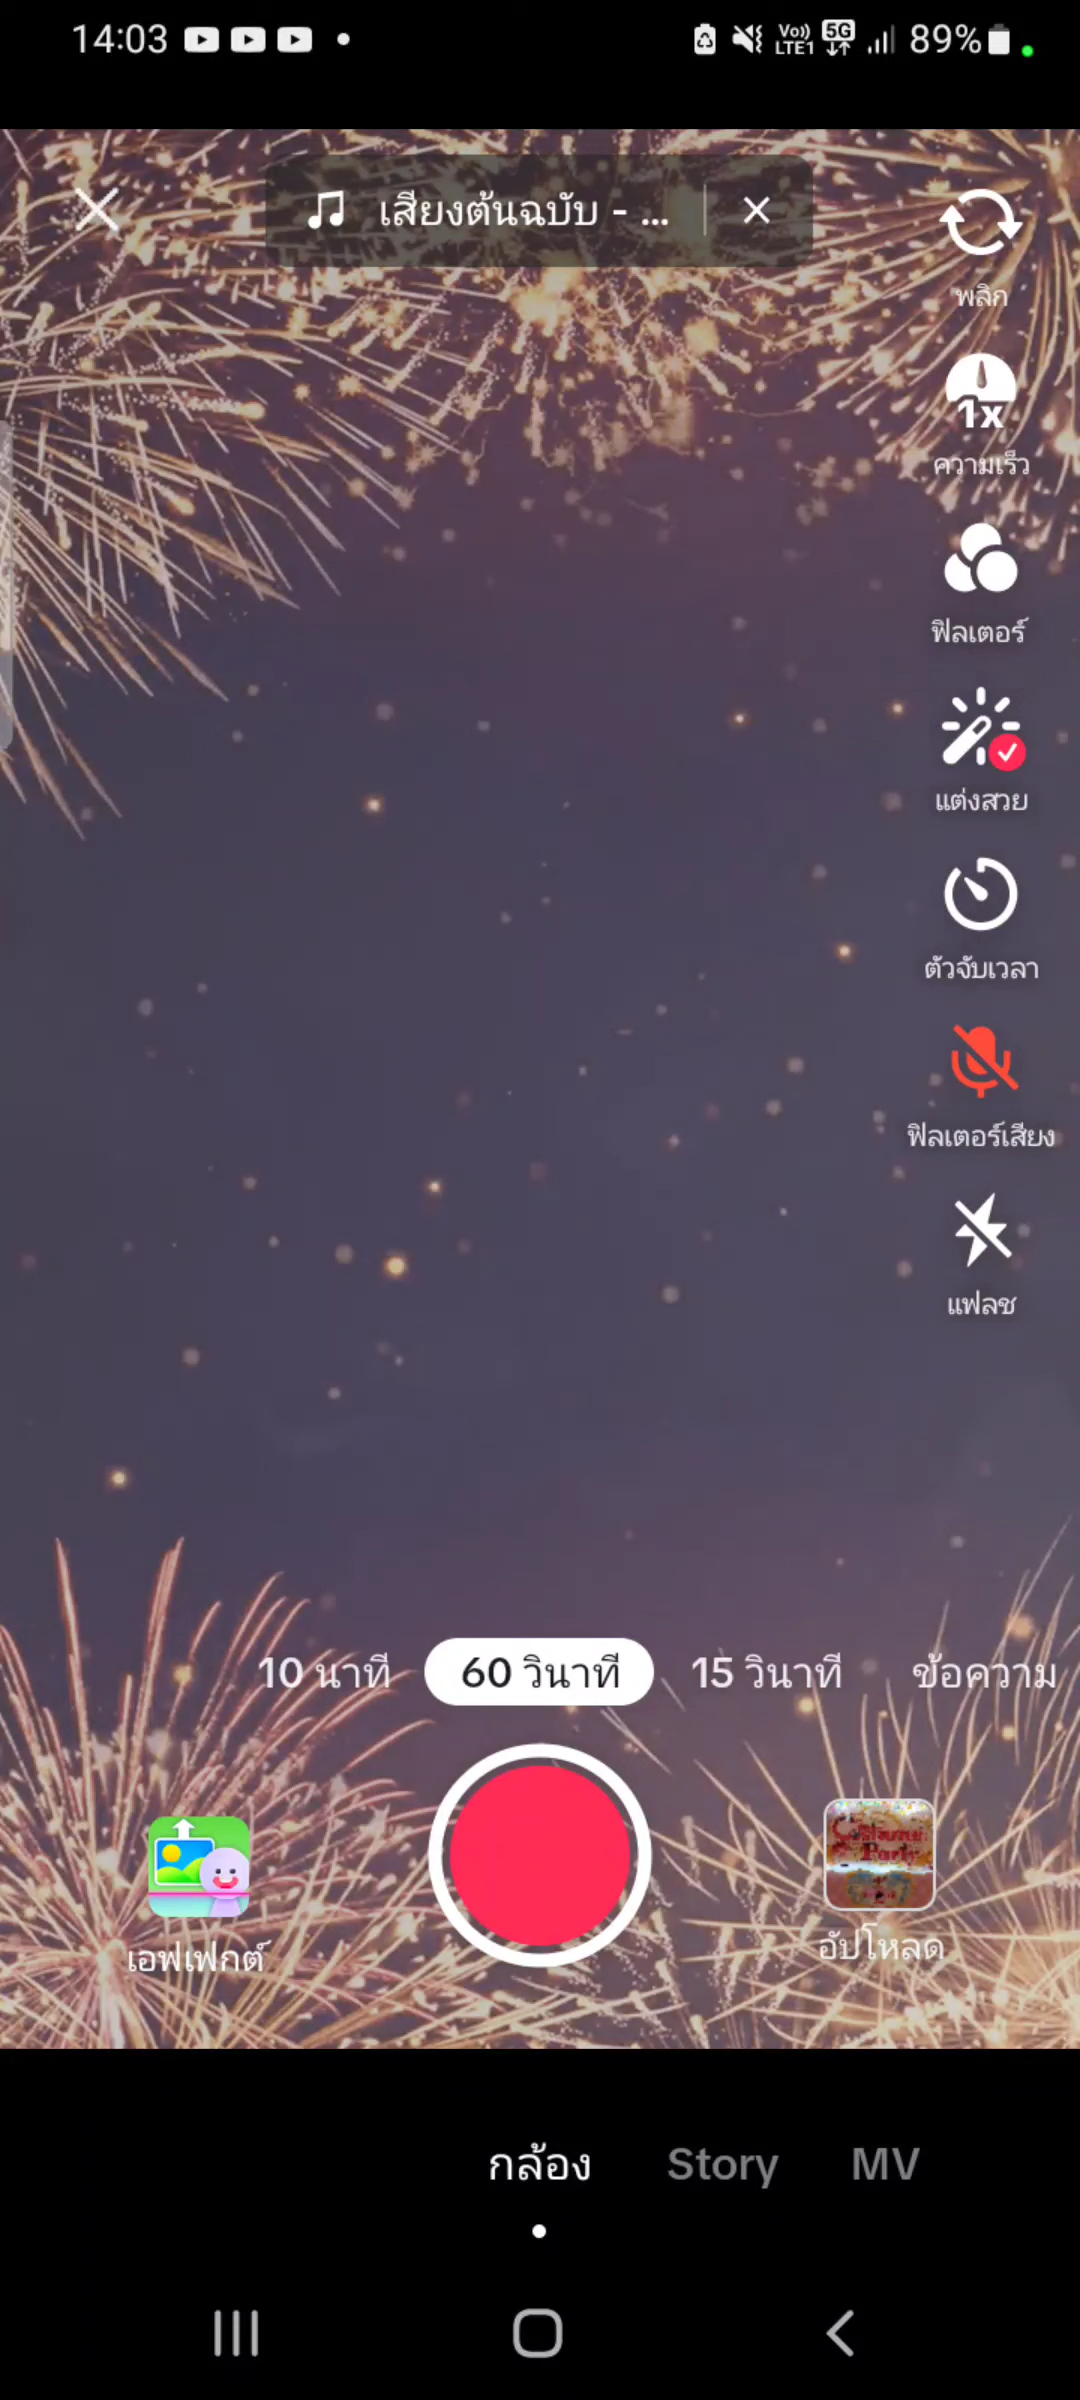 14:03
Vo)) LTE1 5G 89%
เสียงต้นฉบับ - ...
พลิก
1x
ความเร็ว
ฟิลเตอร์
แต่งสวย
ตัวจับเวลา
ฟิลเตอร์เสียง
แฟลช
10 นาที 60 วินาที 15 วินาที ข้อความ
Party
เอฟเฟกต์
อัปโหลด
กล้อง Story MV